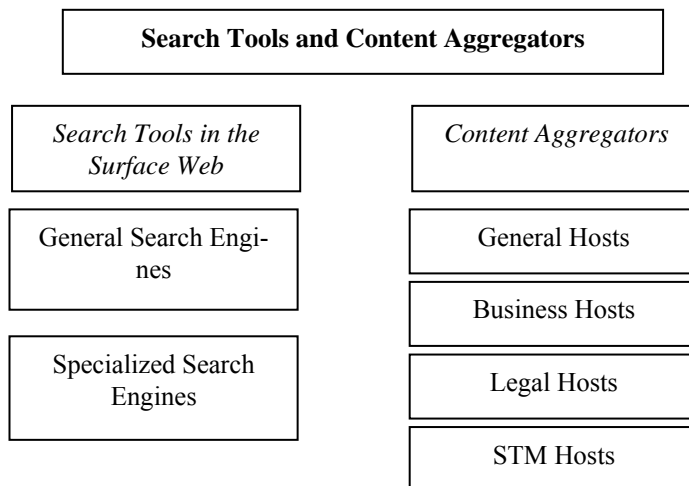 Search Tools and Content Aggregators
Search Tools in the
Surface Web
General Search Engi-
nes
Specialized Search
Engines
Content Aggregators
General Hosts
Business Hosts
Legal Hosts
STM Hosts